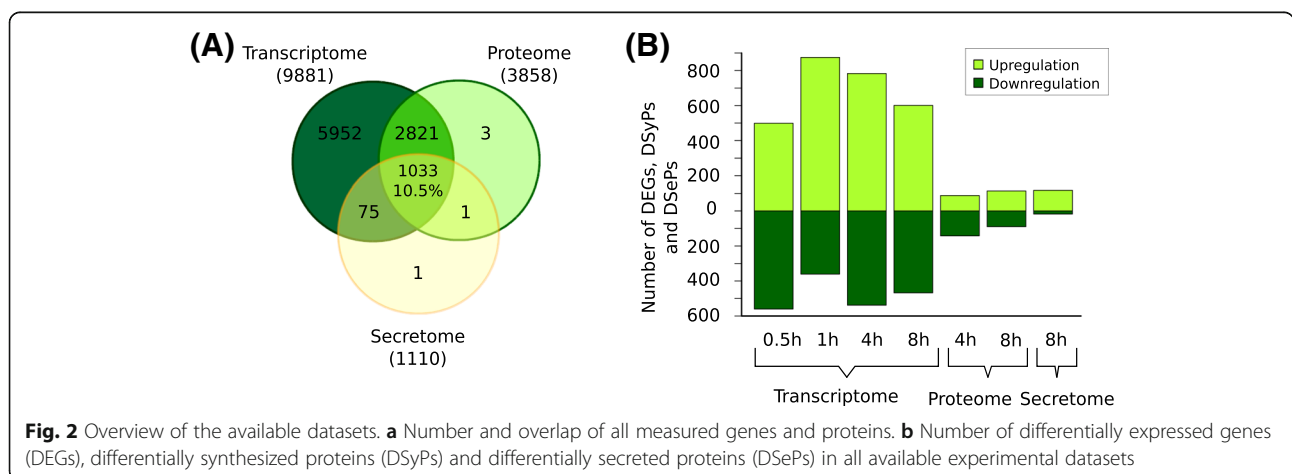 (A)
Transcriptome
(9881)
Proteome
(3858)
5952
2821
3
1033
10.5%
75
1
1
Secretome
(1110)
(B)
Number of DEGs, DSyPs
and DSePs
800
600
400
200
0
200
400
600
Upregulation
Downregulation
0.5h 1h 4h 8h 4h 8h 8h
Transcriptome Proteome Secretome
Fig. 2 Overview of the available datasets. a Number and overlap of all measured genes and proteins. b Number of differentially expressed genes
(DEGs), differentially synthesized proteins (DSyPs) and differentially secreted proteins (DSePs) in all available experimental datasets